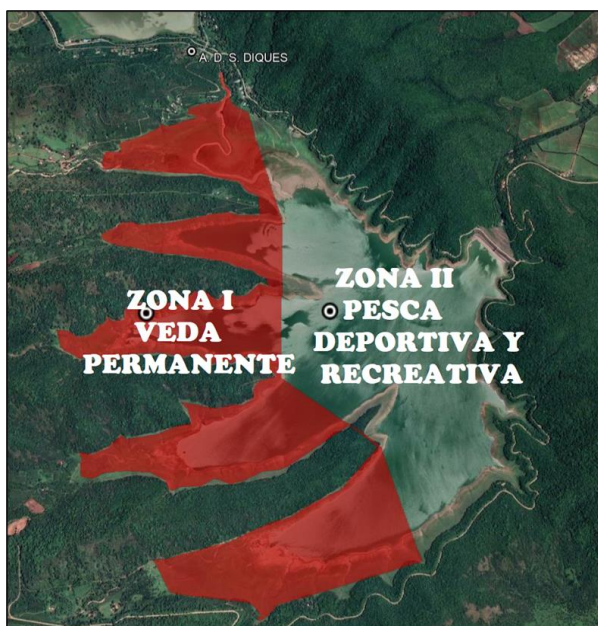 A. D. S. DIQUES
ZONA I
VEDA
PERMANENTE
ZONA II
PESCA
DEPORTIVA Y
RECREATIVA